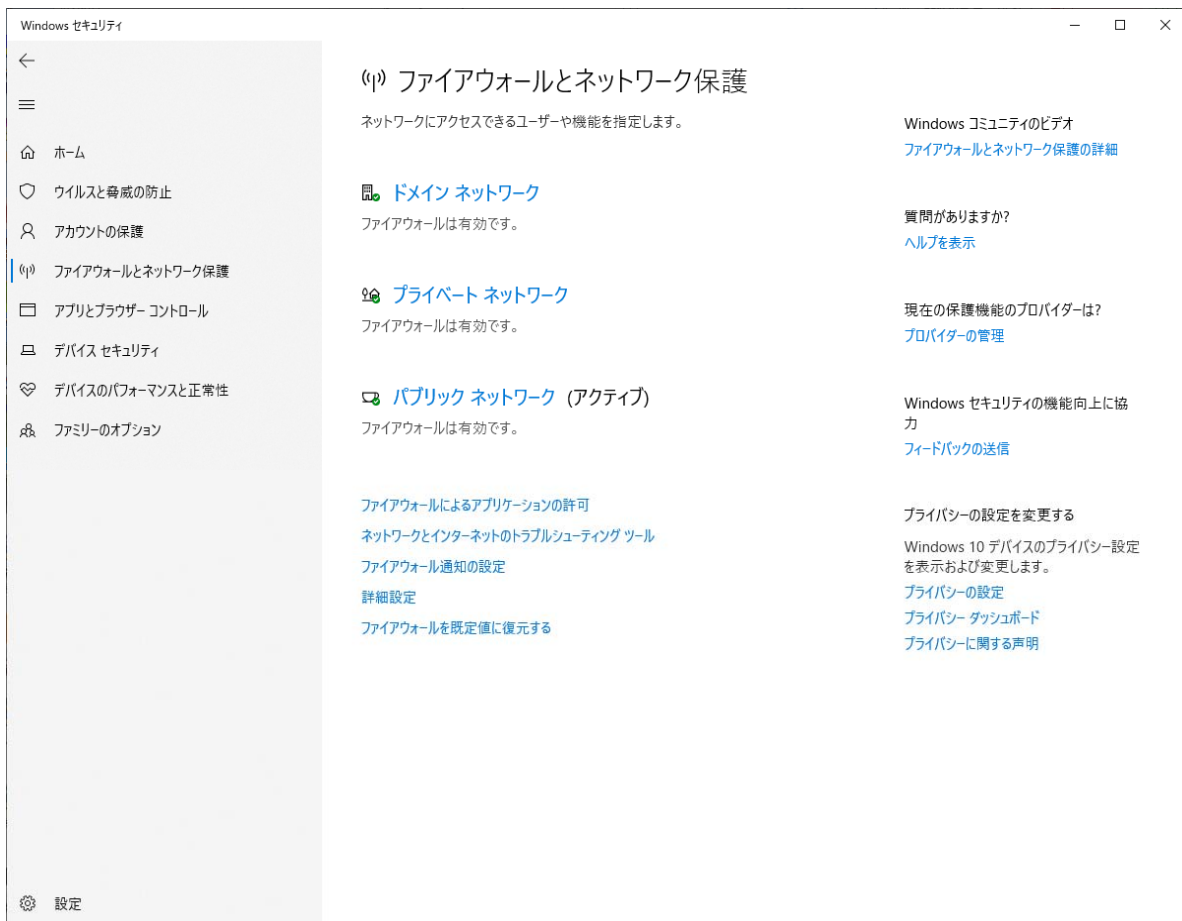 Windows セキュリティ
ホーム
ウイルスと脅威の防止
アカウントの保護
ファイアウォールとネットワーク保護
アプリとブラウザー コントロール
デバイス セキュリティ
デバイスのパフォーマンスと正常性
ファミリーのオプション
設定
ファイアウォールとネットワーク保護
ネットワークにアクセスできるユーザーや機能を指定します。
ドメイン ネットワーク
ファイアウォールは有効です。
プライベート ネットワーク
ファイアウォールは有効です。
パブリック ネットワーク (アクティブ)
ファイアウォールは有効です。
ファイアウォールによるアプリケーションの許可
ネットワークとインターネットのトラブルシューティング ツール
ファイアウォール通知の設定
詳細設定
ファイアウォールを既定値に復元する
Windows コミュニティのビデオ
ファイアウォールとネットワーク保護の詳細
質問がありますか?
ヘルプを表示
現在の保護機能のプロバイダーは?
プロバイダーの管理
Windows セキュリティの機能向上に協
力
フィードバックの送信
プライバシーの設定を変更する
Windows 10 デバイスのプライバシー設定
を表示および変更します。
プライバシーの設定
プライバシー ダッシュボード
プライバシーに関する声明